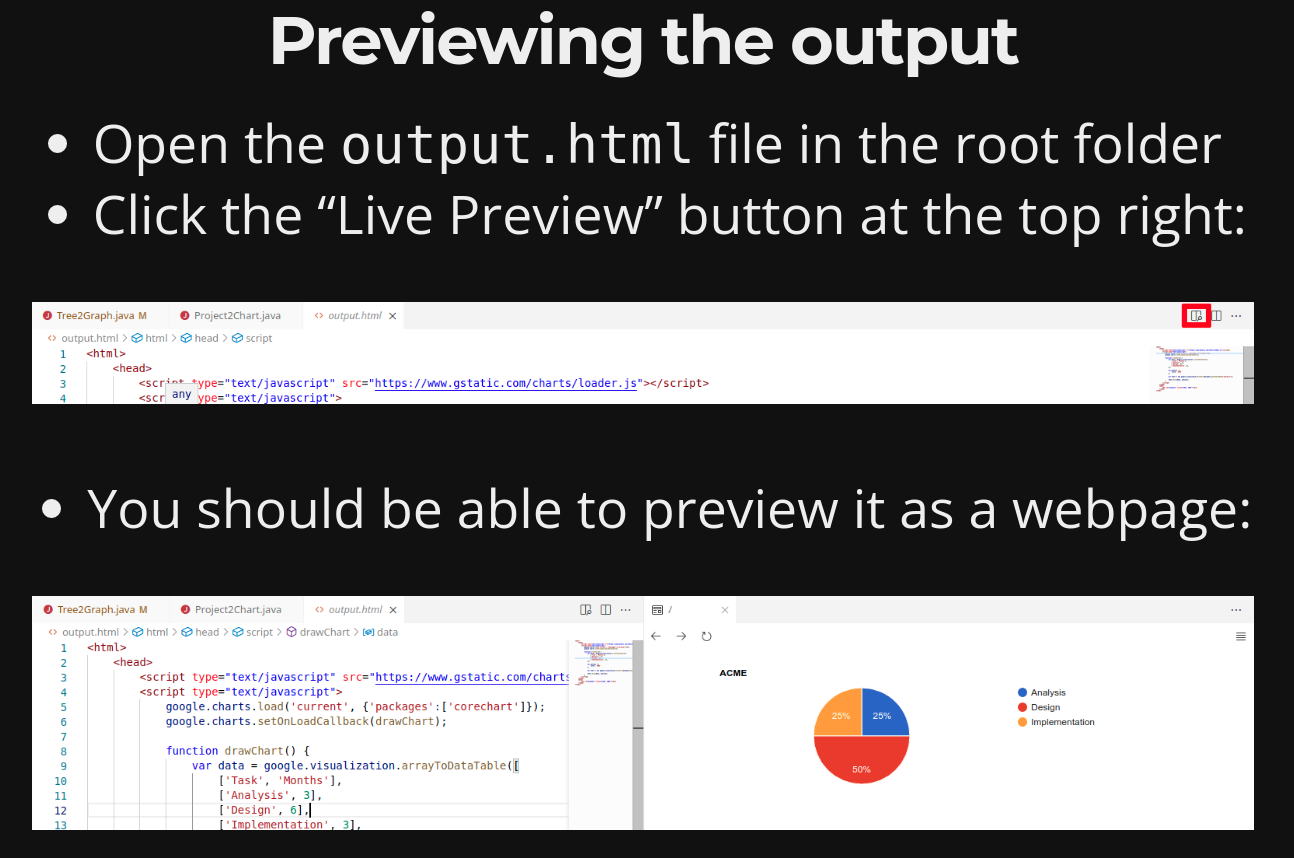 Previewing the output
• Open the output.html file in the root folder
• Click the “Live Preview” button at the top right:
Tree2Graph.java M Project2Chart.java output.html
output.html > html > head > script
1 <html>
2 <head>
3 <script type="text/javascript" src="https://www.gstatic.com/charts/loader.js"></script>
any
4 <scr ype="text/javascript">
• You should be able to preview it as a webpage:
Tree2Graph.java M Project2Chart.java output.html /
output.html > html > head > script > drawChart > data
1 <html>
2 <head>
3 <script type="text/javascript" src="https://www.gstatic.com/charts
4 <script type="text/javascript">
5 google.charts.load('current', {'packages':['corechart']});
6 google.charts.setOnLoadCallback(drawChart);
7
8 function drawChart() {
9 var data = google.visualization.arrayToDataTable([
10 ['Task', 'Months'],
11 ['Analysis', 3],
12 ['Design', 6],
13 ['Implementation', 3],
ACME
25% 25%
50%
Analysis
Design
Implementation